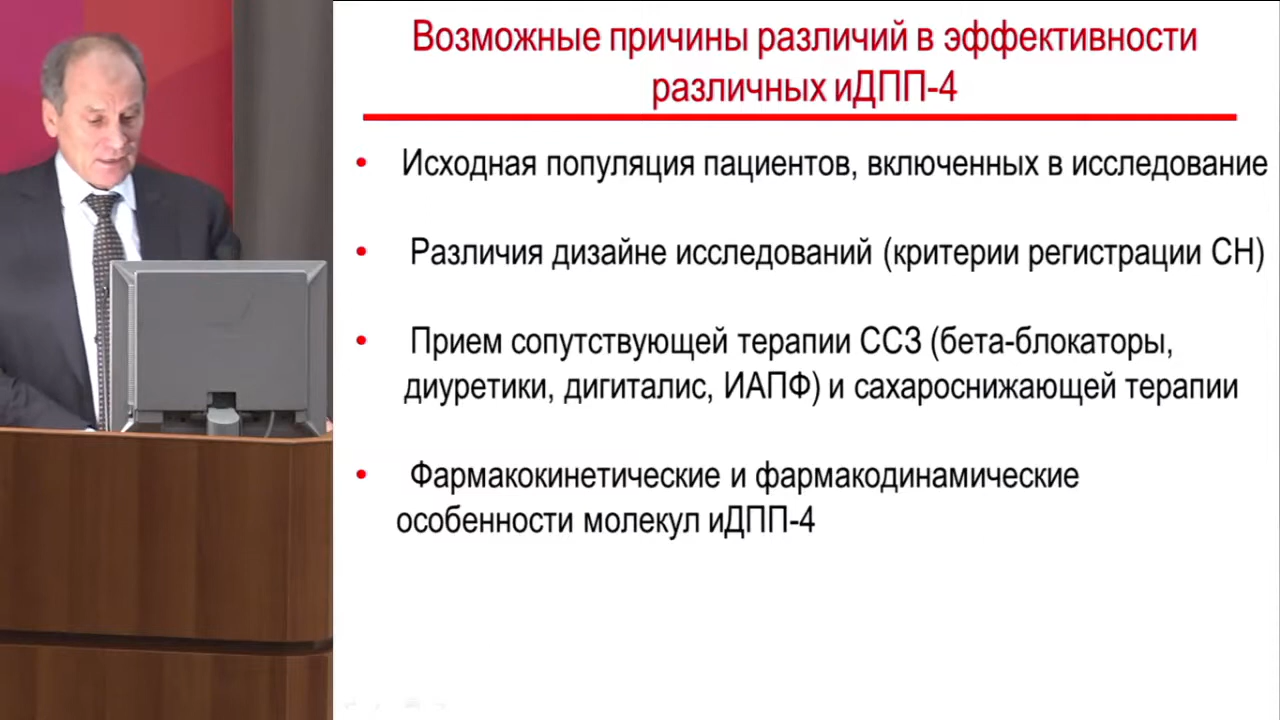 Возможные причины различий в эффективности
различных иДПП-4
• Исходная популяция пациентов, включенных в исследование
• Различия дизайне исследований (критерии регистрации СН)
• Прием сопутствующей терапии ССЗ (бета-блокаторы,
диуретики, дигиталис, ИАПФ) и сахароснижающей терапии
• Фармакокинетические и фармакодинамические
особенности молекул иДПП-4